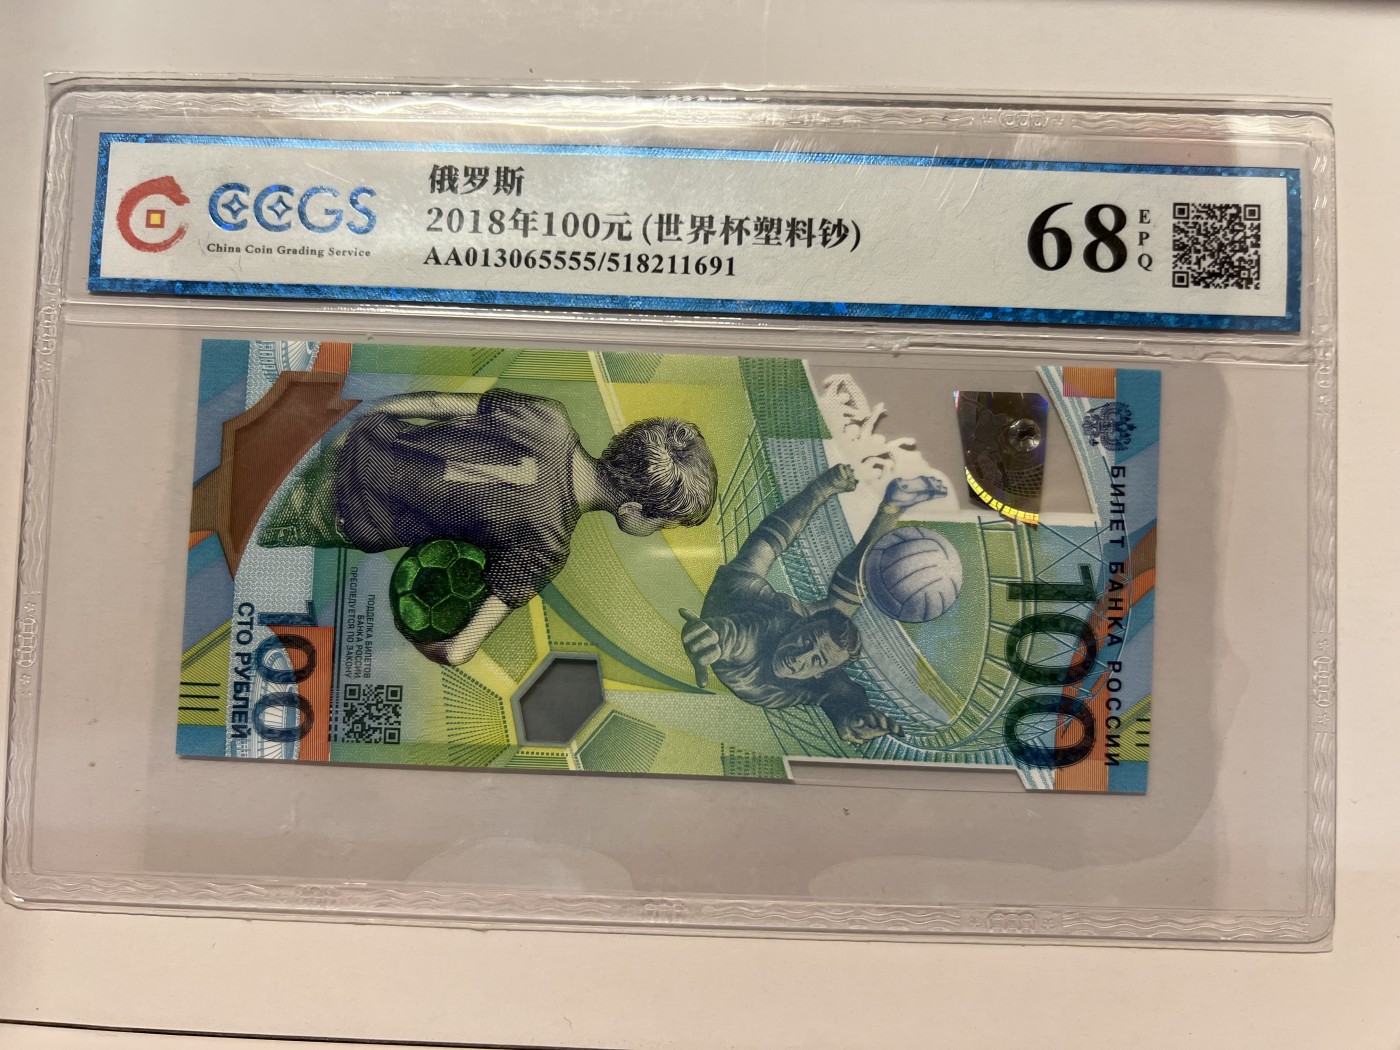 CCGS
China Coin Grading Service
俄罗斯
2018年100元 (世界杯塑料钞)
AA013065555/518211691
68
EPQ
БИЛЕТ БАНКА РОССИИ
100
ПОДДЕЛКА БИЛЕТОВ
БАНКА РОССИИ
ПРЕСЛЕДУЕТСЯ ПО ЗАКОНУ
100
СТО РУБЛЕЙ
1